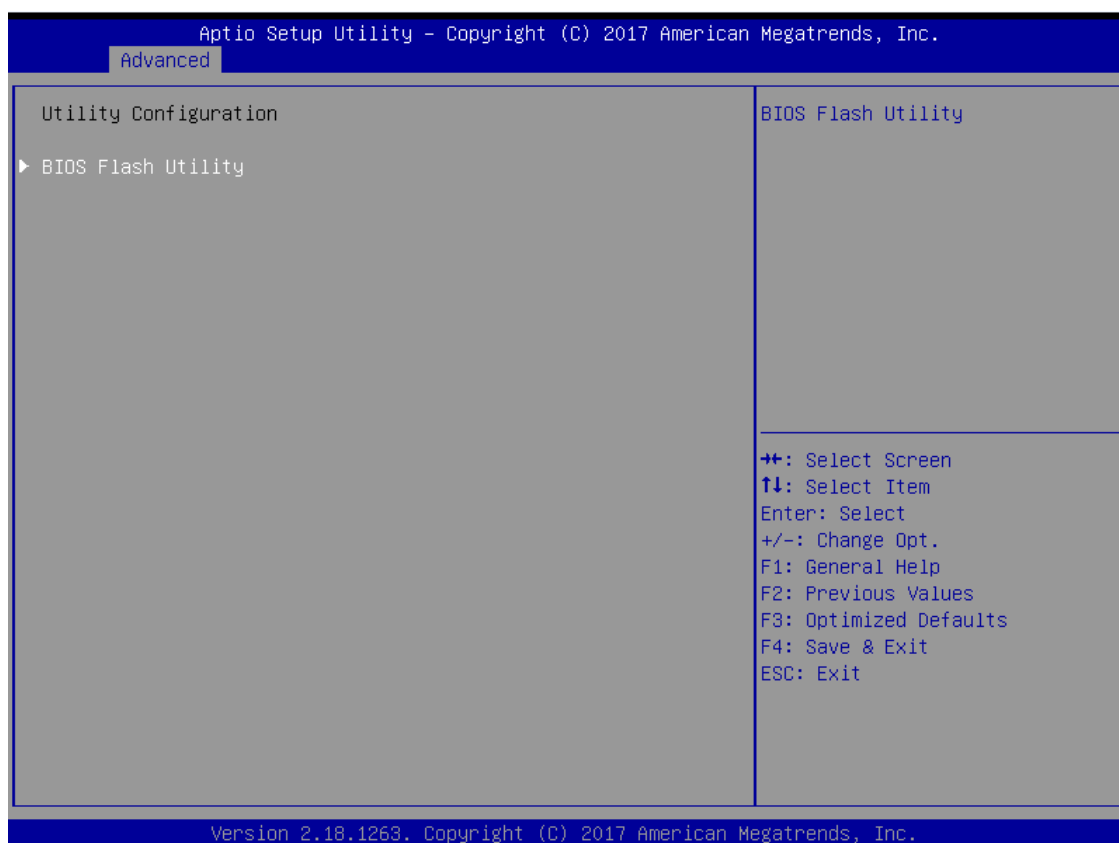 Aptio Setup Utility – Copyright (C) 2017 American Megatrends, Inc.
Advanced
Utility Configuration
BIOS Flash Utility
BIOS Flash Utility
→←: Select Screen
↑↓: Select Item
Enter: Select
+/-: Change Opt.
F1: General Help
F2: Previous Values
F3: Optimized Defaults
F4: Save & Exit
ESC: Exit
Version 2.18.1263. Copyright (C) 2017 American Megatrends, Inc.